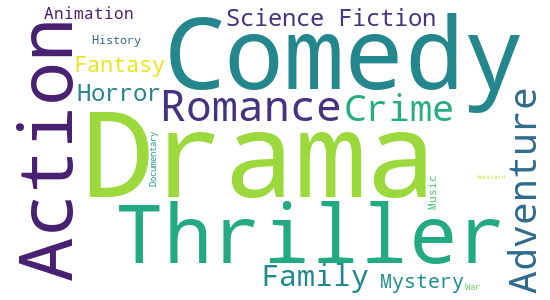 Animation
Science Fiction
Comedy
History
Action
Fantasy
Horror
Romance
Crime
Adventure
Drama
Documentary
Music
Western
Thriller
Family
Mystery
War